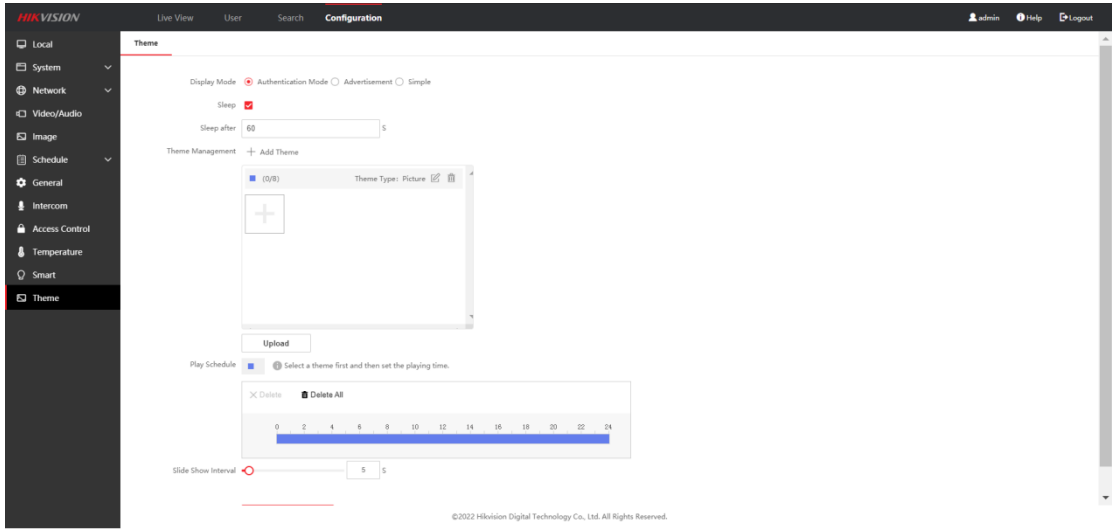 HIKVISION Live View User Search Configuration admin Help Logout
Local
System
Network
Video/Audio
Image
Schedule
General
Intercom
Access Control
Temperature
Smart
Theme
Theme
Display Mode Authentication Mode Advertisement Simple
Sleep
Sleep after 60 S
Theme Management + Add Theme
(0/8) Theme Type: Picture
Upload
Play Schedule Select a theme first and then set the playing time.
Delete Delete All
0 2 4 6 8 10 12 14 16 18 20 22 24
Slide Show Interval 5 S
©2022 Hikvision Digital Technology Co., Ltd. All Rights Reserved.